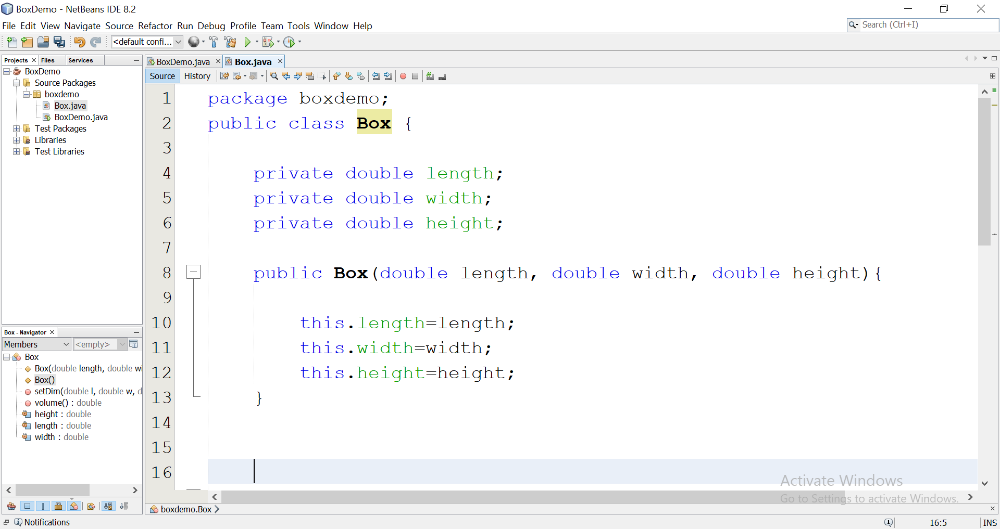 BoxDemo - NetBeans IDE 8.2
File Edit View Navigate Source Refactor Run Debug Profile Team Tools Window Help
Search (Ctrl+I)
<default confi...
Projects Files Services
BoxDemo
Source Packages
boxdemo
Box.java
BoxDemo.java
Test Packages
Libraries
Test Libraries
Box - Navigator
Members <empty>
Box
Box(double length, double wi
Box()
setDim(double l, double w, d
volume() : double
height : double
length : double
width : double
BoxDemo.java Box.java
Source History
1 package boxdemo;
2 public class Box {
3
4 private double length;
5 private double width;
6 private double height;
7
8 public Box(double length, double width, double height){
9
10 this.length=length;
11 this.width=width;
12 this.height=height;
13 }
14
15
16
Activate Windows
Go to Settings to activate Windows.
boxdemo.Box
Notifications
16:5 INS